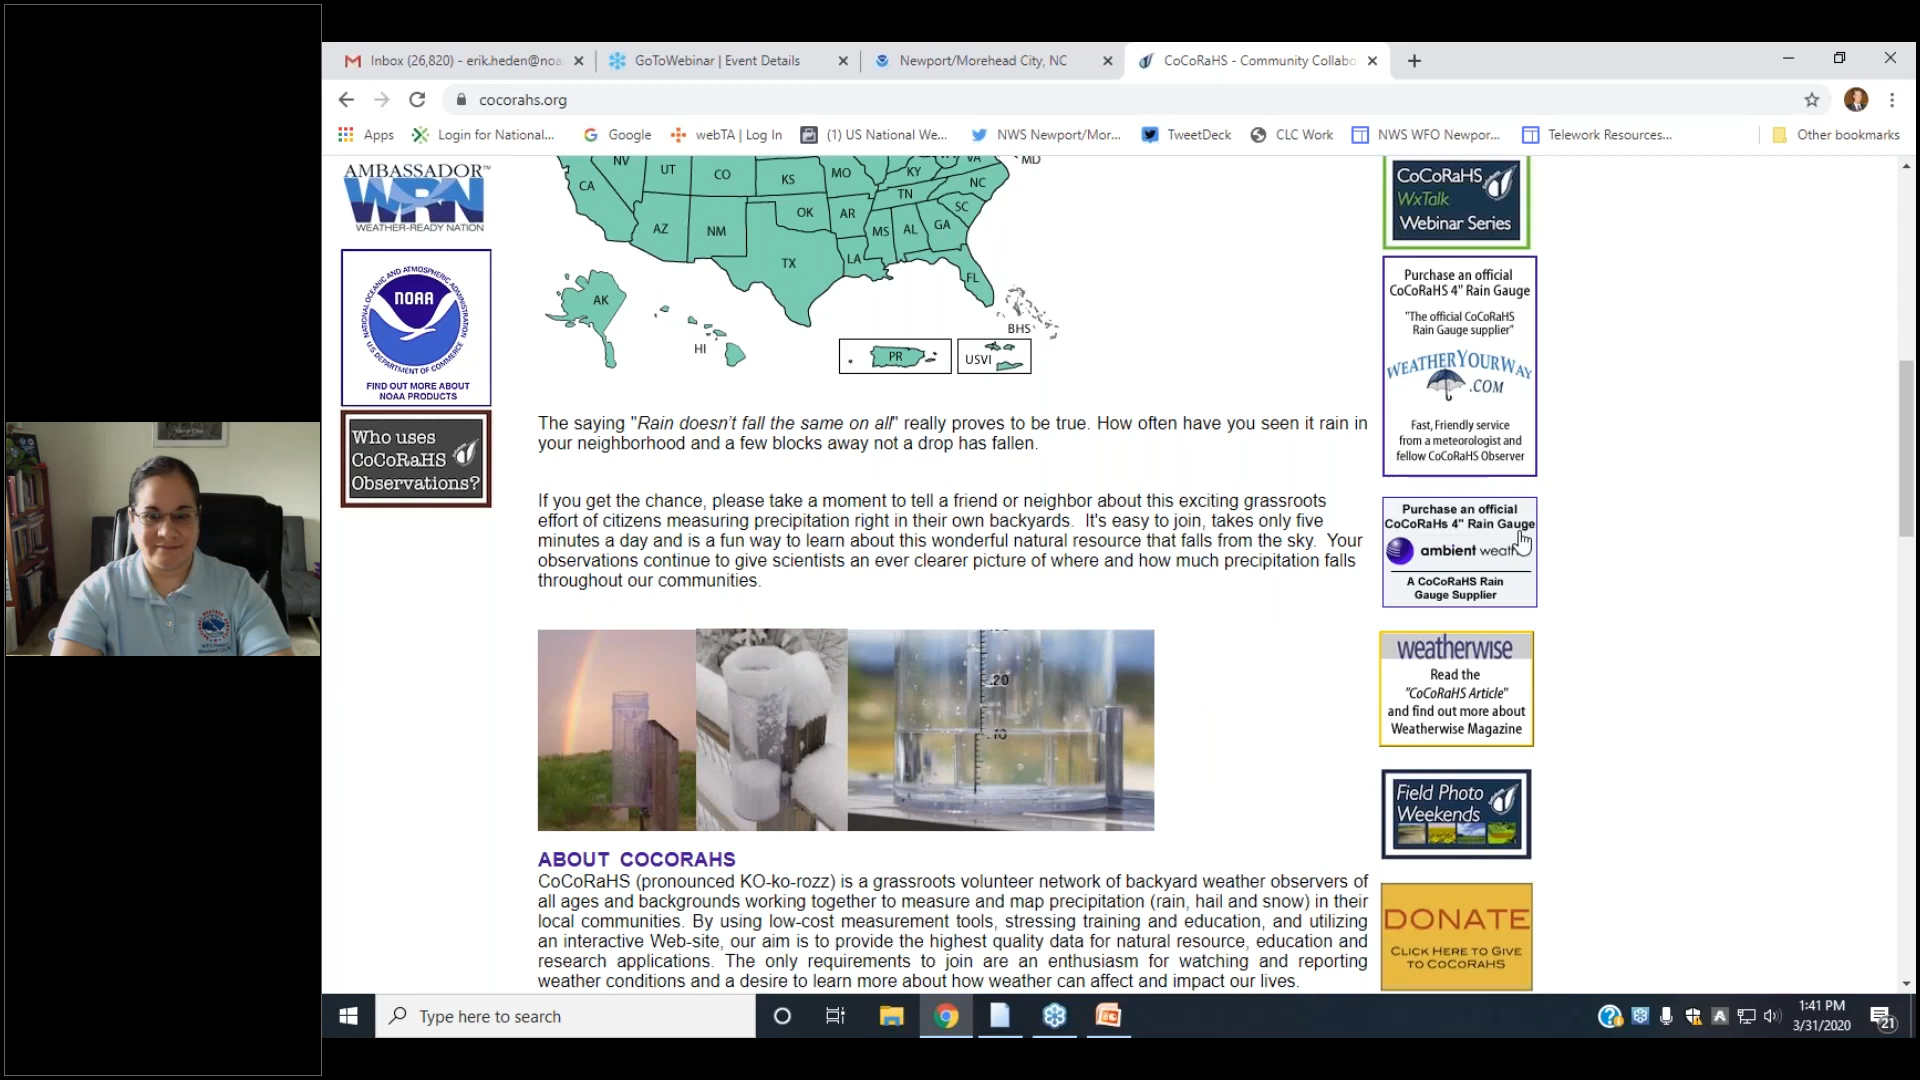 Inbox (26,820) - erik.heden@noa
GoToWebinar | Event Details
Newport/Morehead City, NC
CoCoRaHS - Community Collabo
cocorahs.org
Apps
Login for National...
Google
webTA | Log In
(1) US National We...
NWS Newport/Mor...
TweetDeck
CLC Work
NWS WFO Newpor...
Telework Resources...
Other bookmarks
AMBASSADOR™
WRN
WEATHER-READY NATION
NATIONAL OCEANIC AND ATMOSPHERIC ADMINISTRATION
NOAA
U.S. DEPARTMENT OF COMMERCE
FIND OUT MORE ABOUT
NOAA PRODUCTS
Who uses
CoCoRaHS
Observations?
NV
UT
CO
KS
MO
KY
VA
MD
CA
TN
NC
AZ
NM
OK
AR
SC
MS
AL
GA
TX
LA
FL
AK
HI
BHS
PR
USVI
The saying "Rain doesn't fall the same on all" really proves to be true. How often have you seen it rain in
your neighborhood and a few blocks away not a drop has fallen.
If you get the chance, please take a moment to tell a friend or neighbor about this exciting grassroots
effort of citizens measuring precipitation right in their own backyards. It's easy to join, takes only five
minutes a day and is a fun way to learn about this wonderful natural resource that falls from the sky. Your
observations continue to give scientists an ever clearer picture of where and how much precipitation falls
throughout our communities.
.20
.10
ABOUT COCORAHS
CoCoRaHS (pronounced KO-ko-rozz) is a grassroots volunteer network of backyard weather observers of
all ages and backgrounds working together to measure and map precipitation (rain, hail and snow) in their
local communities. By using low-cost measurement tools, stressing training and education, and utilizing
an interactive Web-site, our aim is to provide the highest quality data for natural resource, education and
research applications. The only requirements to join are an enthusiasm for watching and reporting
weather conditions and a desire to learn more about how weather can affect and impact our lives.
CoCoRaHS
WxTalk
Webinar Series
Purchase an official
CoCoRaHS 4" Rain Gauge
"The official CoCoRaHS
Rain Gauge supplier"
WEATHERYOURWAY
.COM
Fast, Friendly service
from a meteorologist and
fellow CoCoRaHS Observer
Purchase an official
CoCoRaHs 4" Rain Gauge
ambient weath
A CoCoRaHS Rain
Gauge Supplier
weatherwise
Read the
"CoCoRaHS Article"
and find out more about
Weatherwise Magazine
Field Photo
Weekends
DONATE
CLICK HERE TO GIVE
TO COCORAHS
Type here to search
1:41 PM
3/31/2020
21